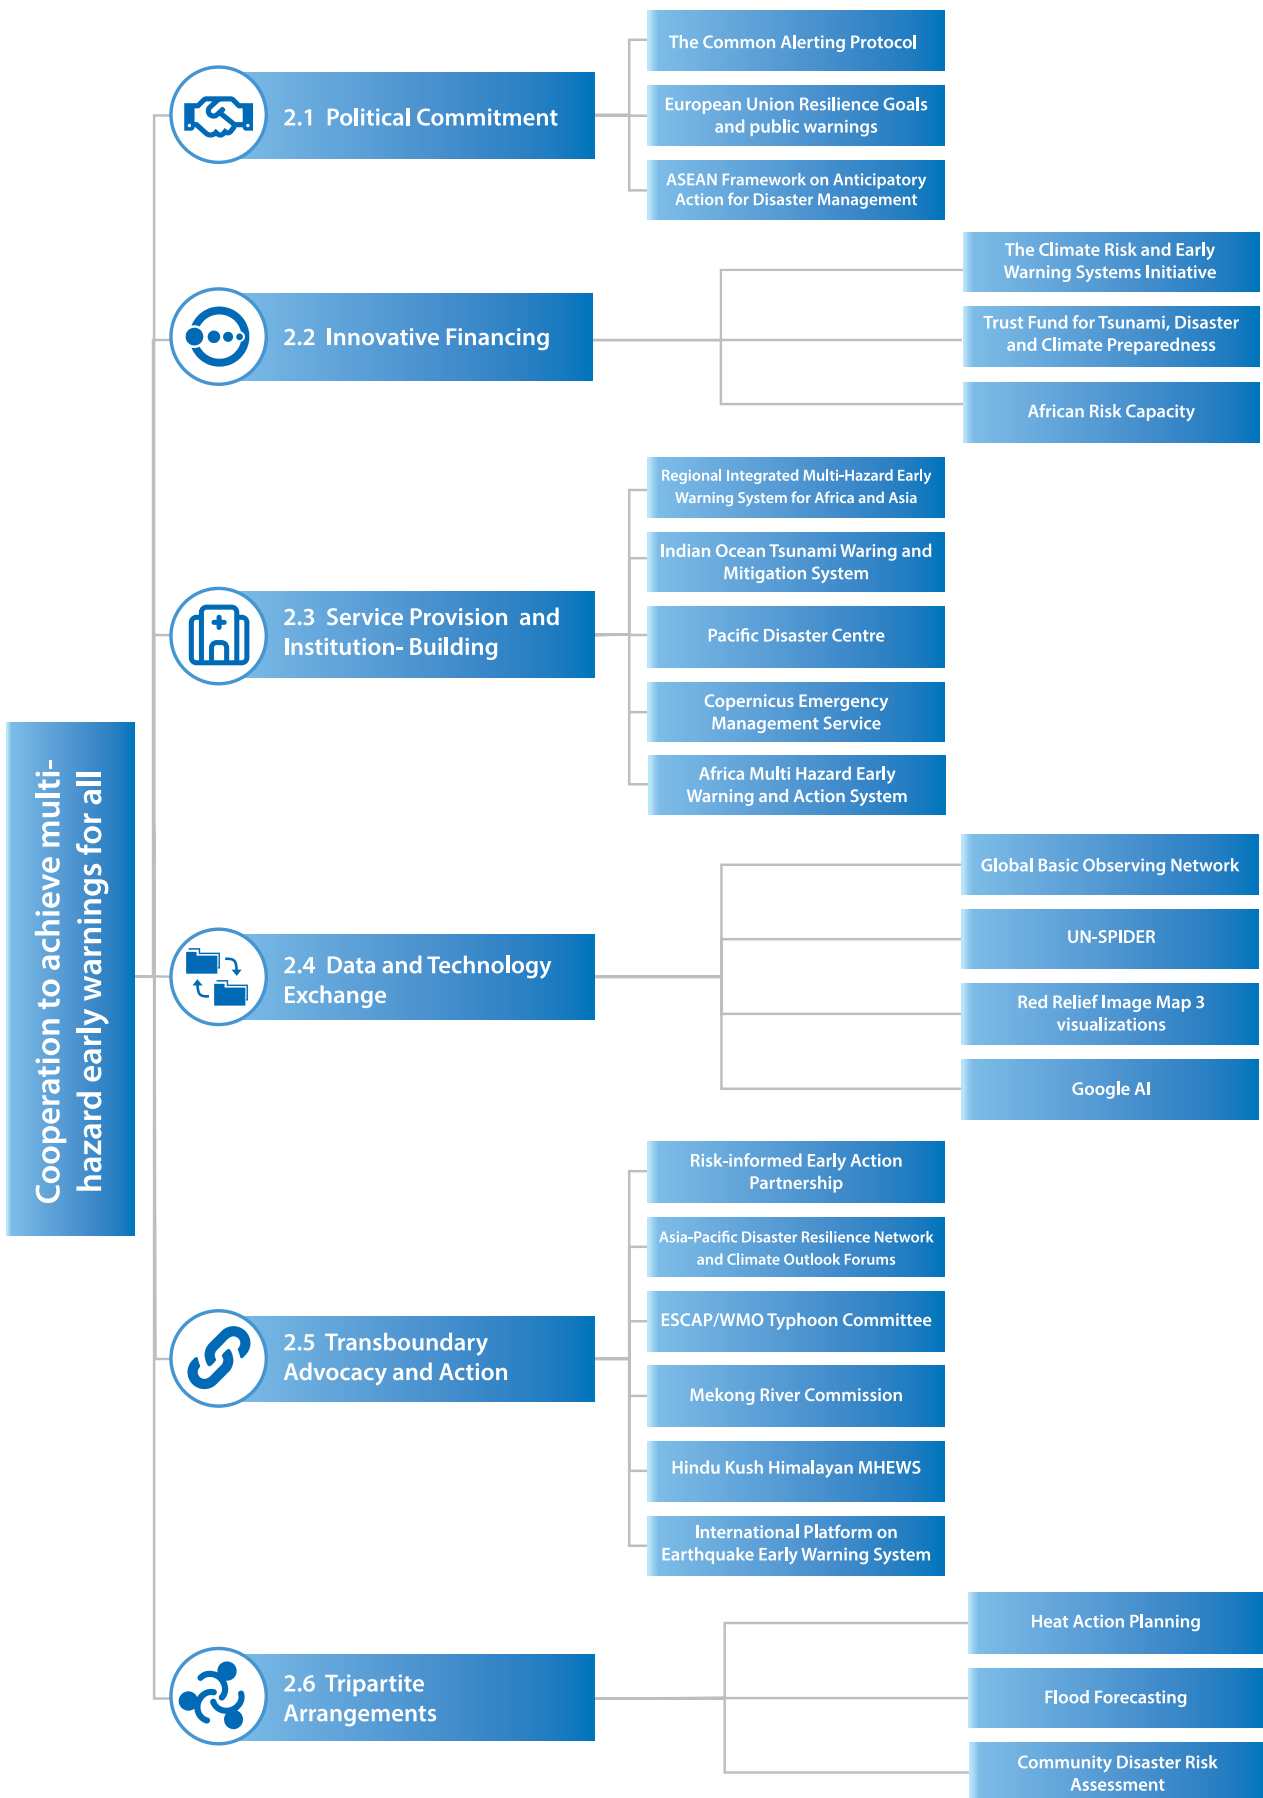 Cooperation to achieve multi-
hazard early warnings for all
2.1 Political Commitment
The Common Alerting Protocol
European Union Resilience Goals
and public warnings
ASEAN Framework on Anticipatory
Action for Disaster Management
2.2 Innovative Financing
The Climate Risk and Early
Warning Systems Initiative
Trust Fund for Tsunami, Disaster
and Climate Preparedness
African Risk Capacity
2.3 Service Provision and
Institution- Building
Regional Integrated Multi-Hazard Early
Warning System for Africa and Asia
Indian Ocean Tsunami Waring and
Mitigation System
Pacific Disaster Centre
Copernicus Emergency
Management Service
Africa Multi Hazard Early
Warning and Action System
2.4 Data and Technology
Exchange
Global Basic Observing Network
UN-SPIDER
Red Relief Image Map 3
visualizations
Google AI
2.5 Transboundary
Advocacy and Action
Risk-informed Early Action
Partnership
Asia-Pacific Disaster Resilience Network
and Climate Outlook Forums
ESCAP/WMO Typhoon Committee
Mekong River Commission
Hindu Kush Himalayan MHEWS
International Platform on
Earthquake Early Warning System
2.6 Tripartite
Arrangements
Heat Action Planning
Flood Forecasting
Community Disaster Risk
Assessment